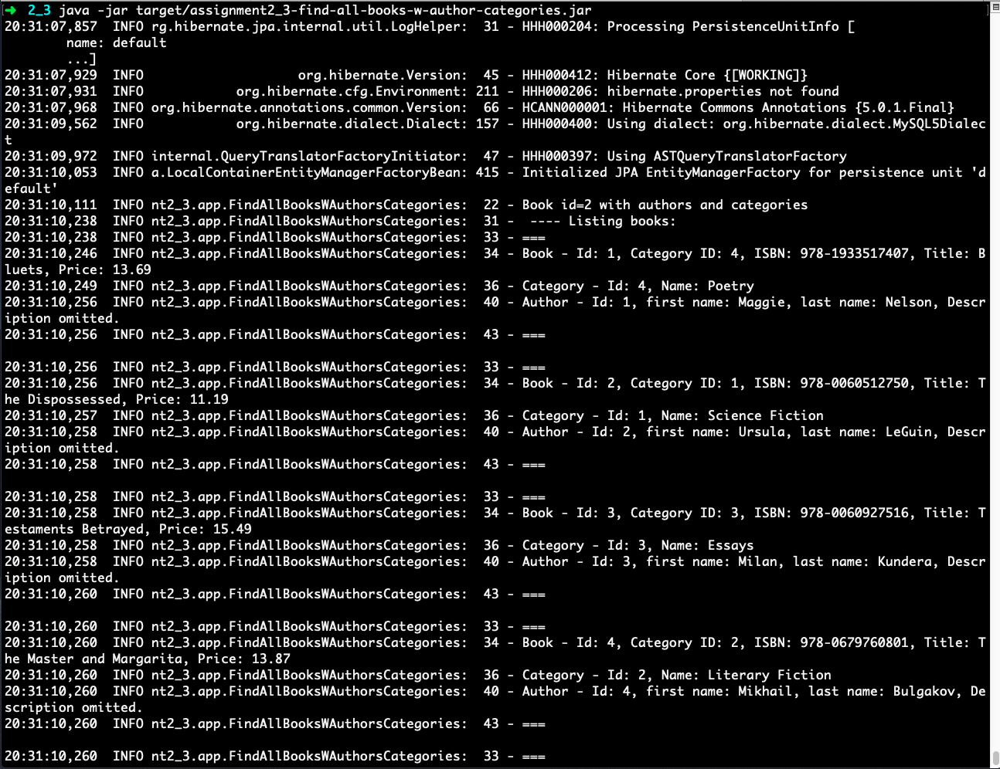 ➜ 2_3 java -jar target/assignment2_3-find-all-books-w-author-categories.jar
20:31:07,857  INFO rg.hibernate.jpa.internal.util.LogHelper:  31 - HHH000204: Processing PersistenceUnitInfo [
        name: default
        ...]
20:31:07,929  INFO                    org.hibernate.Version:  45 - HHH000412: Hibernate Core {[WORKING]}
20:31:07,931  INFO            org.hibernate.cfg.Environment: 211 - HHH000206: hibernate.properties not found
20:31:07,968  INFO org.hibernate.annotations.common.Version:  66 - HCANN000001: Hibernate Commons Annotations {5.0.1.Final}
20:31:09,562  INFO            org.hibernate.dialect.Dialect: 157 - HHH000400: Using dialect: org.hibernate.dialect.MySQL5Dialec
t
20:31:09,972  INFO internal.QueryTranslatorFactoryInitiator:  47 - HHH000397: Using ASTQueryTranslatorFactory
20:31:10,053  INFO a.LocalContainerEntityManagerFactoryBean: 415 - Initialized JPA EntityManagerFactory for persistence unit 'd
efault'
20:31:10,111  INFO nt2_3.app.FindAllBooksWAuthorsCategories:  22 - Book id=2 with authors and categories
20:31:10,238  INFO nt2_3.app.FindAllBooksWAuthorsCategories:  31 -  ---- Listing books:
20:31:10,238  INFO nt2_3.app.FindAllBooksWAuthorsCategories:  33 - ===
20:31:10,246  INFO nt2_3.app.FindAllBooksWAuthorsCategories:  34 - Book - Id: 1, Category ID: 4, ISBN: 978-1933517407, Title: B
luets, Price: 13.69
20:31:10,249  INFO nt2_3.app.FindAllBooksWAuthorsCategories:  36 - Category - Id: 4, Name: Poetry
20:31:10,256  INFO nt2_3.app.FindAllBooksWAuthorsCategories:  40 - Author - Id: 1, first name: Maggie, last name: Nelson, Descr
iption omitted.
20:31:10,256  INFO nt2_3.app.FindAllBooksWAuthorsCategories:  43 - ===
20:31:10,256  INFO nt2_3.app.FindAllBooksWAuthorsCategories:  33 - ===
20:31:10,256  INFO nt2_3.app.FindAllBooksWAuthorsCategories:  34 - Book - Id: 2, Category ID: 1, ISBN: 978-0060512750, Title: T
he Dispossessed, Price: 11.19
20:31:10,257  INFO nt2_3.app.FindAllBooksWAuthorsCategories:  36 - Category - Id: 1, Name: Science Fiction
20:31:10,258  INFO nt2_3.app.FindAllBooksWAuthorsCategories:  40 - Author - Id: 2, first name: Ursula, last name: LeGuin, Descr
iption omitted.
20:31:10,258  INFO nt2_3.app.FindAllBooksWAuthorsCategories:  43 - ===
20:31:10,258  INFO nt2_3.app.FindAllBooksWAuthorsCategories:  33 - ===
20:31:10,258  INFO nt2_3.app.FindAllBooksWAuthorsCategories:  34 - Book - Id: 3, Category ID: 3, ISBN: 978-0060927516, Title: T
estaments Betrayed, Price: 15.49
20:31:10,258  INFO nt2_3.app.FindAllBooksWAuthorsCategories:  36 - Category - Id: 3, Name: Essays
20:31:10,258  INFO nt2_3.app.FindAllBooksWAuthorsCategories:  40 - Author - Id: 3, first name: Milan, last name: Kundera, Descr
iption omitted.
20:31:10,260  INFO nt2_3.app.FindAllBooksWAuthorsCategories:  43 - ===
20:31:10,260  INFO nt2_3.app.FindAllBooksWAuthorsCategories:  33 - ===
20:31:10,260  INFO nt2_3.app.FindAllBooksWAuthorsCategories:  34 - Book - Id: 4, Category ID: 2, ISBN: 978-0679760801, Title: T
he Master and Margarita, Price: 13.87
20:31:10,260  INFO nt2_3.app.FindAllBooksWAuthorsCategories:  36 - Category - Id: 2, Name: Literary Fiction
20:31:10,260  INFO nt2_3.app.FindAllBooksWAuthorsCategories:  40 - Author - Id: 4, first name: Mikhail, last name: Bulgakov, De
scription omitted.
20:31:10,260  INFO nt2_3.app.FindAllBooksWAuthorsCategories:  43 - ===
20:31:10,260  INFO nt2_3.app.FindAllBooksWAuthorsCategories:  33 - ===